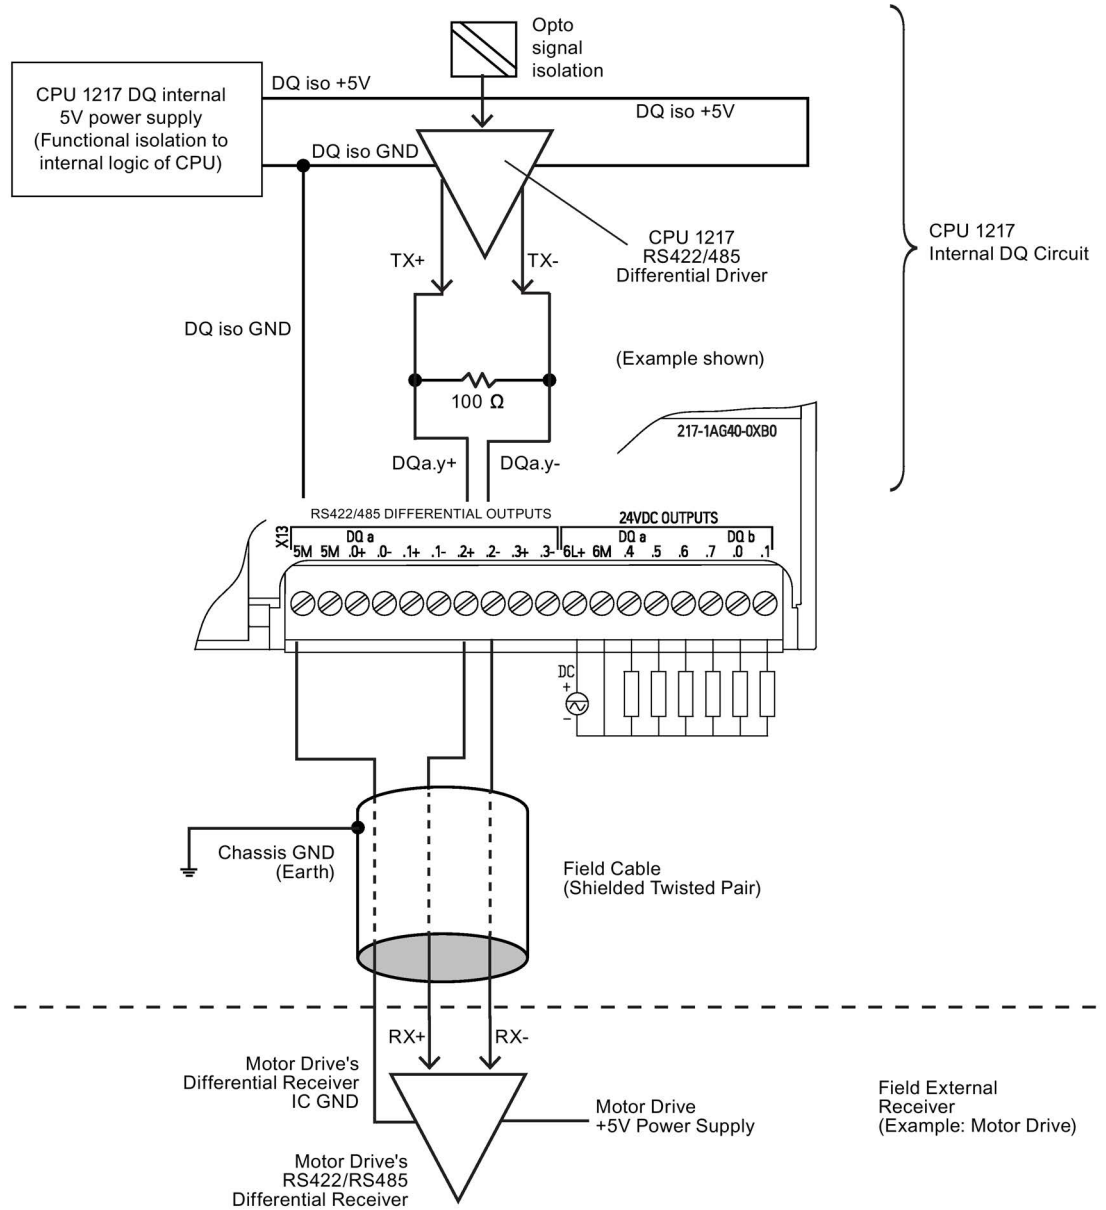 Opto
signal
isolation
DQ iso +5V
CPU 1217 DQ internal
5V power supply
(Functional isolation to
internal logic of CPU)
DQ iso +5V
DQ iso GND
CPU 1217
RS422/485
Differential Driver
CPU 1217
Internal DQ Circuit
TX+
TX-
DQ iso GND
(Example shown)
100 Ω
217-1AG40-0XB0
DQa.y+
DQa.y-
RS422/485 DIFFERENTIAL OUTPUTS
24VDC OUTPUTS
X13
DQ a
DQ a
DQ b
5M 5M .0+ .0- .1+ .1- .2+ .2- .3+ .3- 6L+ 6M .4 .5 .6 .7 .0 .1
DC
+
−
Chassis GND
(Earth)
Field Cable
(Shielded Twisted Pair)
RX+
RX-
Motor Drive's
Differential Receiver
IC GND
Motor Drive
+5V Power Supply
Field External
Receiver
(Example: Motor Drive)
Motor Drive's
RS422/RS485
Differential Receiver